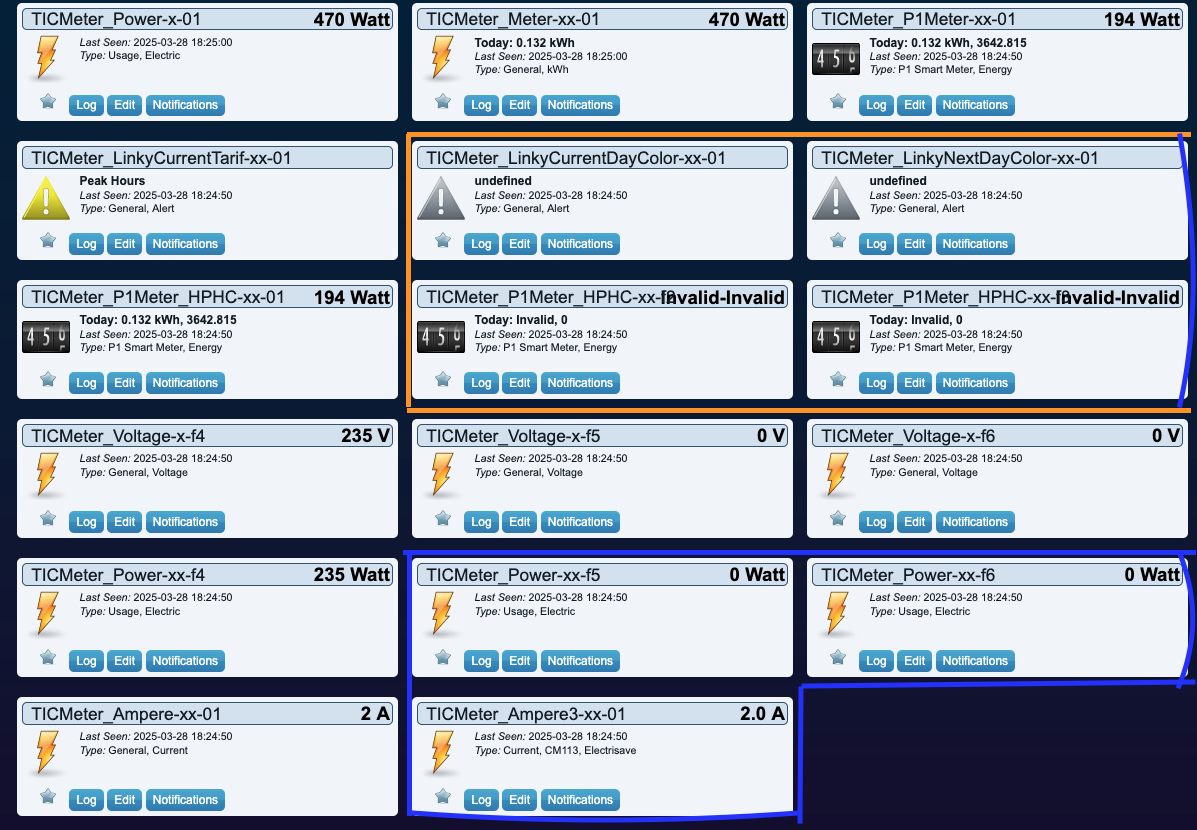 TICMeter_Power-x-01 470 Watt
Last Seen: 2025-03-28 18:25:00
Type: Usage, Electric
Log Edit Notifications
TICMeter_Meter-xx-01 470 Watt
Today: 0.132 kWh
Last Seen: 2025-03-28 18:25:00
Type: General, kWh
Log Edit Notifications
TICMeter_P1Meter-xx-01 194 Watt
Today: 0.132 kWh, 3642.815
Last Seen: 2025-03-28 18:24:50
Type: P1 Smart Meter, Energy
Log Edit Notifications
TICMeter_LinkyCurrentTarif-xx-01
Peak Hours
Last Seen: 2025-03-28 18:24:50
Type: General, Alert
Log Edit Notifications
TICMeter_LinkyCurrentDayColor-xx-01
undefined
Last Seen: 2025-03-28 18:24:50
Type: General, Alert
Log Edit Notifications
TICMeter_LinkyNextDayColor-xx-01
undefined
Last Seen: 2025-03-28 18:24:50
Type: General, Alert
Log Edit Notifications
TICMeter_P1Meter_HPHC-xx-01 194 Watt
Today: 0.132 kWh, 3642.815
Last Seen: 2025-03-28 18:24:50
Type: P1 Smart Meter, Energy
Log Edit Notifications
TICMeter_P1Meter_HPHC-xx- Invalid-Invalid
Today: Invalid, 0
Last Seen: 2025-03-28 18:24:50
Type: P1 Smart Meter, Energy
Log Edit Notifications
TICMeter_P1Meter_HPHC-xx- Invalid-Invalid
Today: Invalid, 0
Last Seen: 2025-03-28 18:24:50
Type: P1 Smart Meter, Energy
Log Edit Notifications
TICMeter_Voltage-x-f4 235 V
Last Seen: 2025-03-28 18:24:50
Type: General, Voltage
Log Edit Notifications
TICMeter_Voltage-x-f5 0 V
Last Seen: 2025-03-28 18:24:50
Type: General, Voltage
Log Edit Notifications
TICMeter_Voltage-x-f6 0 V
Last Seen: 2025-03-28 18:24:50
Type: General, Voltage
Log Edit Notifications
TICMeter_Power-xx-f4 235 Watt
Last Seen: 2025-03-28 18:24:50
Type: Usage, Electric
Log Edit Notifications
TICMeter_Power-xx-f5 0 Watt
Last Seen: 2025-03-28 18:24:50
Type: Usage, Electric
Log Edit Notifications
TICMeter_Power-xx-f6 0 Watt
Last Seen: 2025-03-28 18:24:50
Type: Usage, Electric
Log Edit Notifications
TICMeter_Ampere-xx-01 2 A
Last Seen: 2025-03-28 18:24:50
Type: General, Current
Log Edit Notifications
TICMeter_Ampere3-xx-01 2.0 A
Last Seen: 2025-03-28 18:24:50
Type: Current, CM113, Electrisave
Log Edit Notifications